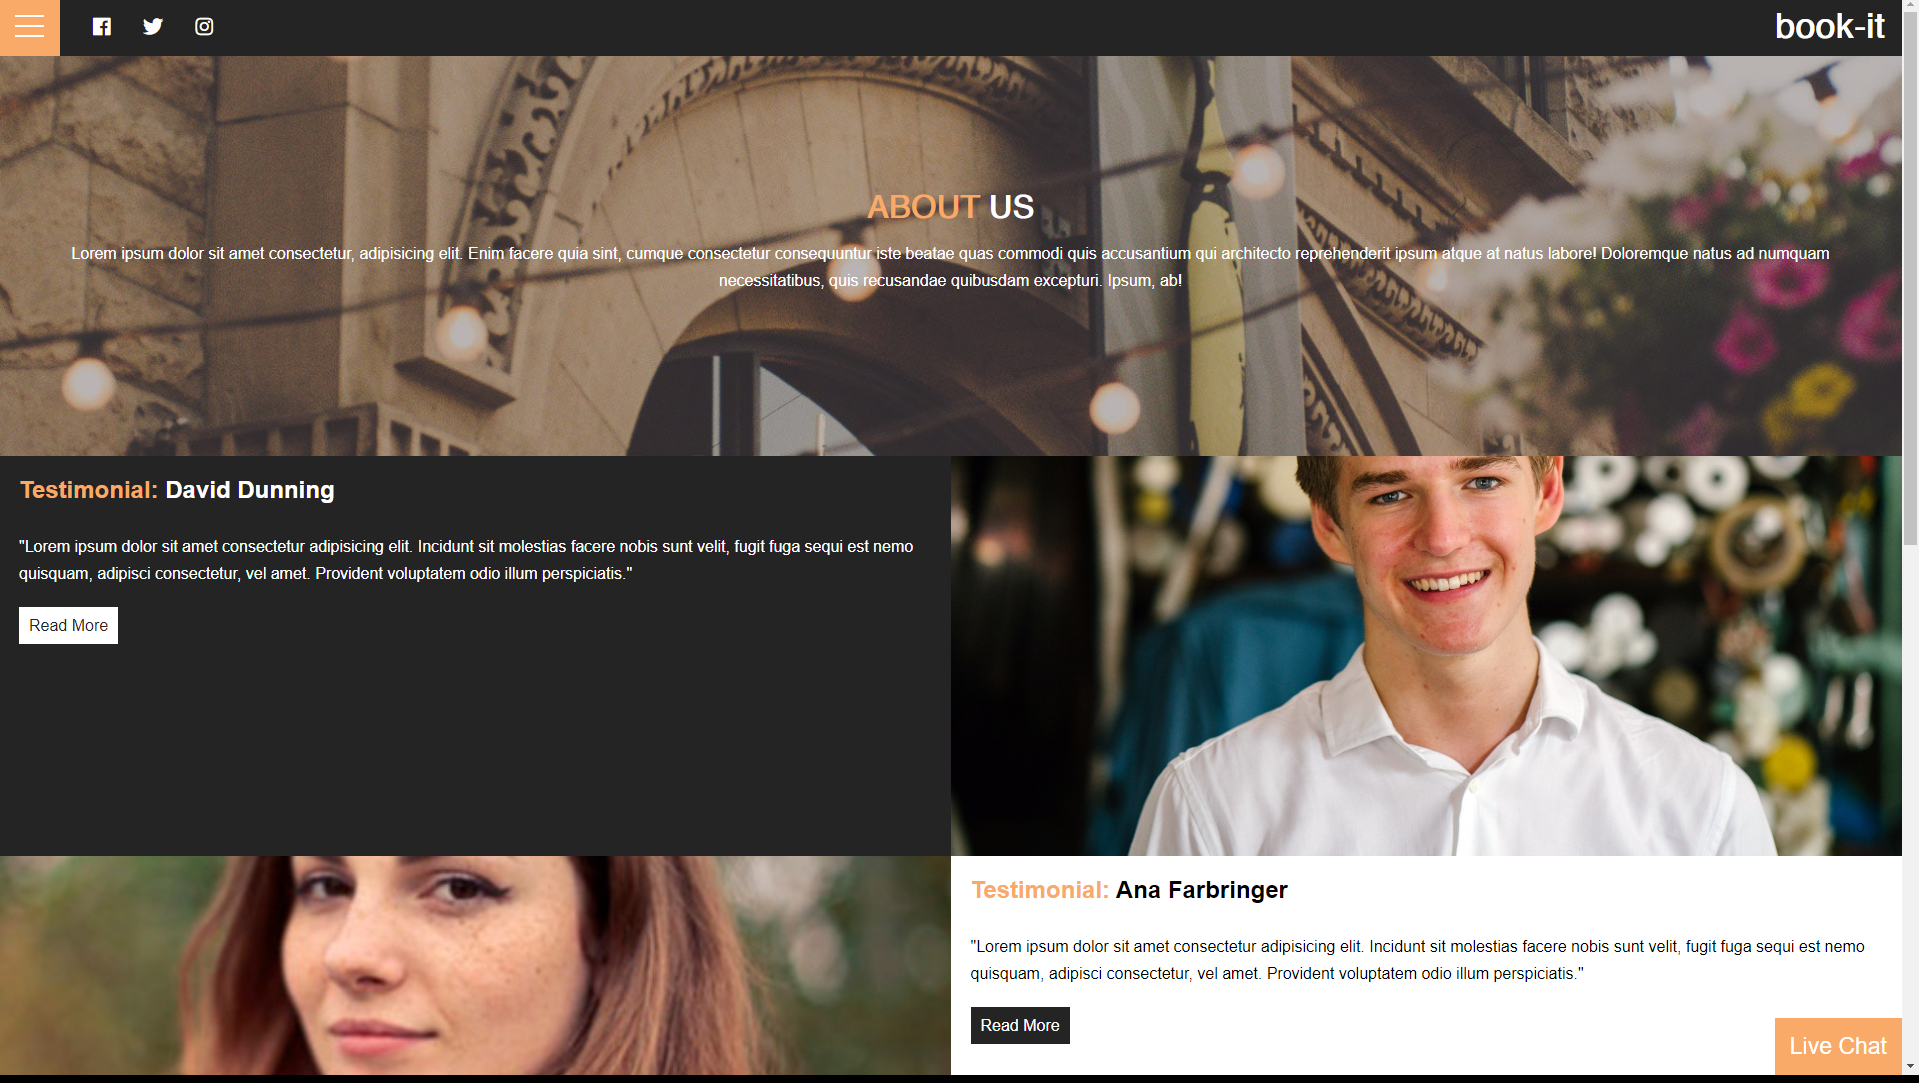 book-it
ABOUT US
Lorem ipsum dolor sit amet consectetur, adipisicing elit. Enim facere quia sint, cumque consectetur consequuntur iste beatae quas commodi quis accusantium qui architecto reprehenderit ipsum atque at natus labore! Doloremque natus ad numquam
necessitatibus, quis recusandae quibusdam excepturi. Ipsum, ab!
Testimonial: David Dunning
"Lorem ipsum dolor sit amet consectetur adipisicing elit. Incidunt sit molestias facere nobis sunt velit, fugit fuga sequi est nemo
quisquam, adipisci consectetur, vel amet. Provident voluptatem odio illum perspiciatis."
Read More
Testimonial: Ana Farbringer
"Lorem ipsum dolor sit amet consectetur adipisicing elit. Incidunt sit molestias facere nobis sunt velit, fugit fuga sequi est nemo
quisquam, adipisci consectetur, vel amet. Provident voluptatem odio illum perspiciatis."
Read More
Live Chat